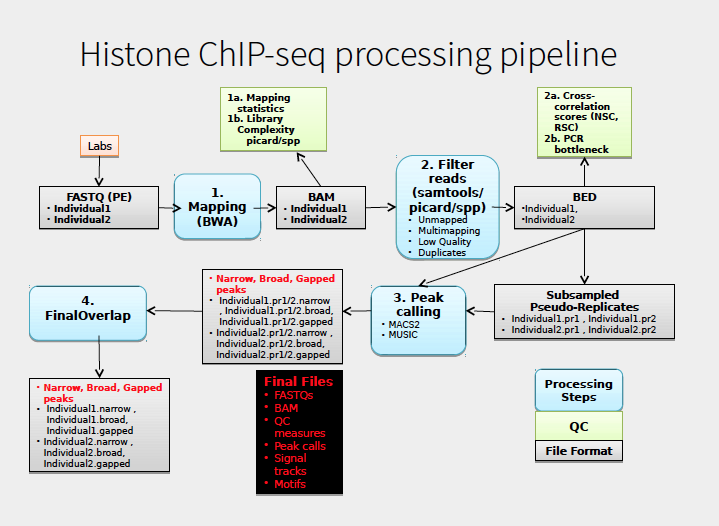 Histone ChIP-seq processing pipeline
1a. Mapping
statistics
1b. Library
Complexity
picard/spp
2a. Cross-
correlation
scores (NSC,
RSC)
2b. PCR
bottleneck
Labs
FASTQ (PE)
• Individual1
• Individual2
1.
Mapping
(BWA)
BAM
• Individual1
• Individual2
2. Filter
reads
(samtools/
picard/spp)
• Unmapped
• Multimapping
• Low Quality
• Duplicates
BED
•Individual1,
•Individual2
4.
FinalOverlap
• Narrow, Broad, Gapped
peaks
• Individual1.pr1/2.narrow
, Individual1.pr1/2.broad,
Individual1.pr1/2.gapped
• Individual2.pr1/2.narrow ,
Individual2.pr1/2.broad,
Individual2.pr1/2.gapped
3. Peak
calling
• MACS2
• MUSIC
Subsampled
Pseudo-Replicates
• Individual1.pr1 , Individual1.pr2
• Individual2.pr1 , Individual2.pr2
• Narrow, Broad, Gapped
peaks
• Individual1.narrow ,
Individual1.broad,
Individual1.gapped
• Individual2.narrow ,
Individual2.broad,
Individual2.gapped
Final Files
• FASTQs
• BAM
• QC
measures
• Peak calls
• Signal
tracks
• Motifs
Processing
Steps
QC
File Format